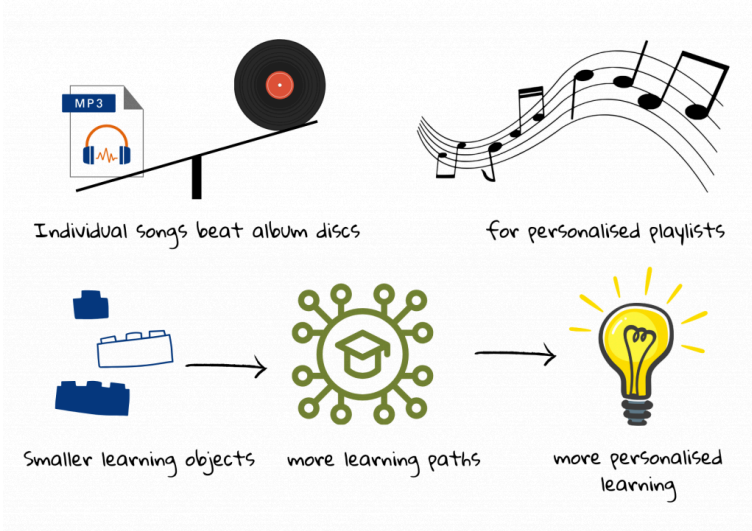 MP3
Individual songs beat album discs
for personalised playlists
Smaller learning objects
more learning paths
more personalised
learning